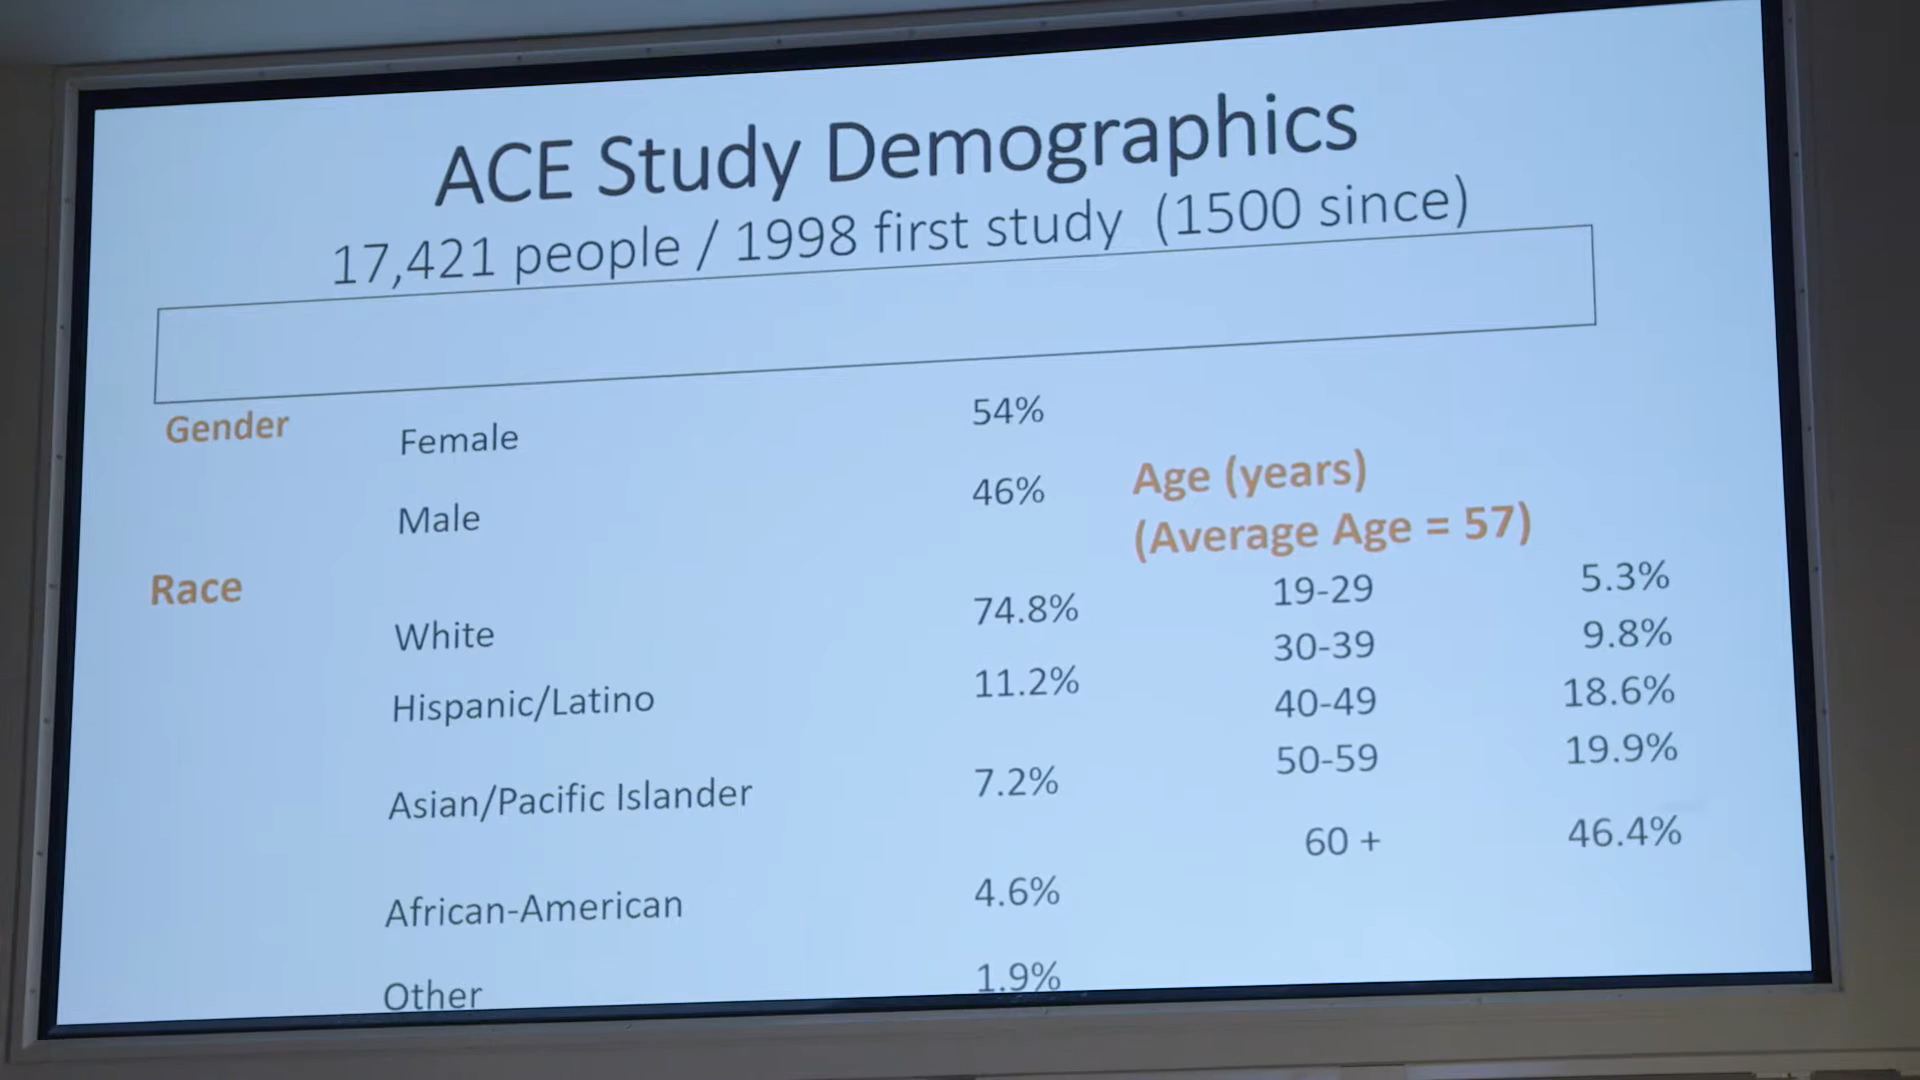 ACE Study Demographics
17,421 people / 1998 first study (1500 since)
Gender
Female 54%
Male 46%
Race
White 74.8%
Hispanic/Latino 11.2%
Asian/Pacific Islander 7.2%
African-American 4.6%
Other 1.9%
Age (years)
(Average Age = 57)
19-29 5.3%
30-39 9.8%
40-49 18.6%
50-59 19.9%
60 + 46.4%